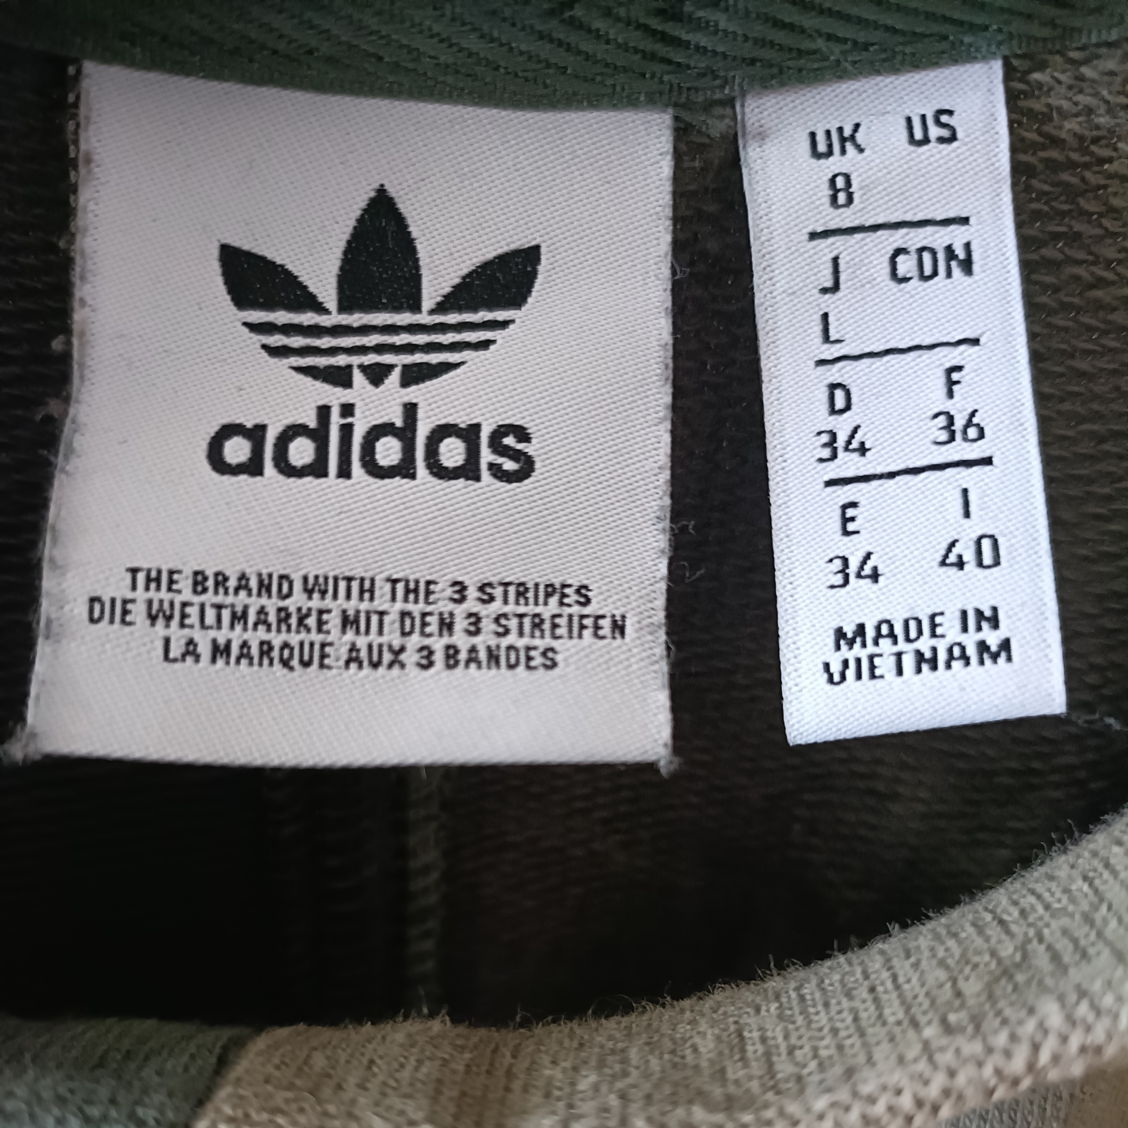 adidas
THE BRAND WITH THE 3 STRIPES
DIE WELTMARKE MIT DEN 3 STREIFEN
LA MARQUE AUX 3 BANDES
UK US
8
J CDN
L
D F
34 36
E I
34 40
MADE IN
VIETNAM